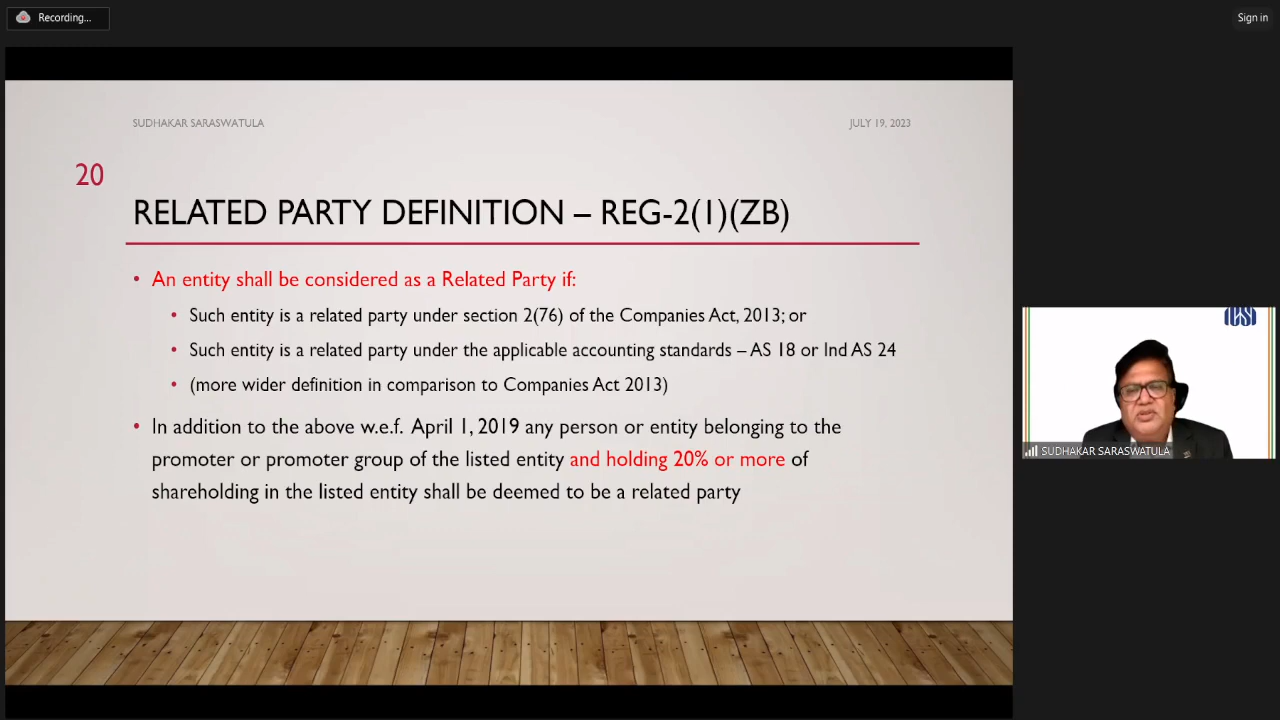 Recording...
Sign in
SUDHAKAR SARASWATULA
JULY 19, 2023
20
RELATED PARTY DEFINITION – REG-2(1)(ZB)
• An entity shall be considered as a Related Party if:
• Such entity is a related party under section 2(76) of the Companies Act, 2013; or
• Such entity is a related party under the applicable accounting standards – AS 18 or Ind AS 24
• (more wider definition in comparison to Companies Act 2013)
• In addition to the above w.e.f. April 1, 2019 any person or entity belonging to the
promoter or promoter group of the listed entity and holding 20% or more of
shareholding in the listed entity shall be deemed to be a related party
ICSI
SUDHAKAR SARASWATULA